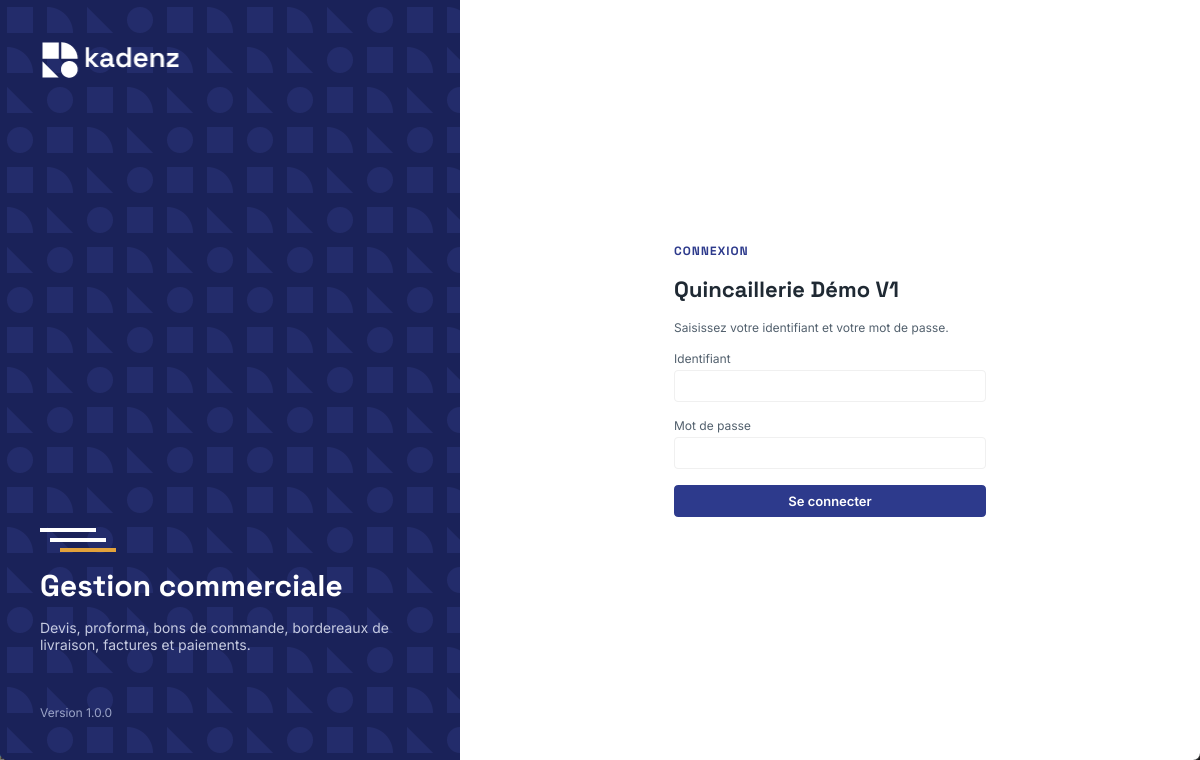 kadenz
Gestion commerciale
Devis, proforma, bons de commande, bordereaux de
livraison, factures et paiements.
Version 1.0.0
CONNEXION
Quincaillerie Démo V1
Saisissez votre identifiant et votre mot de passe.
Identifiant
Mot de passe
Se connecter